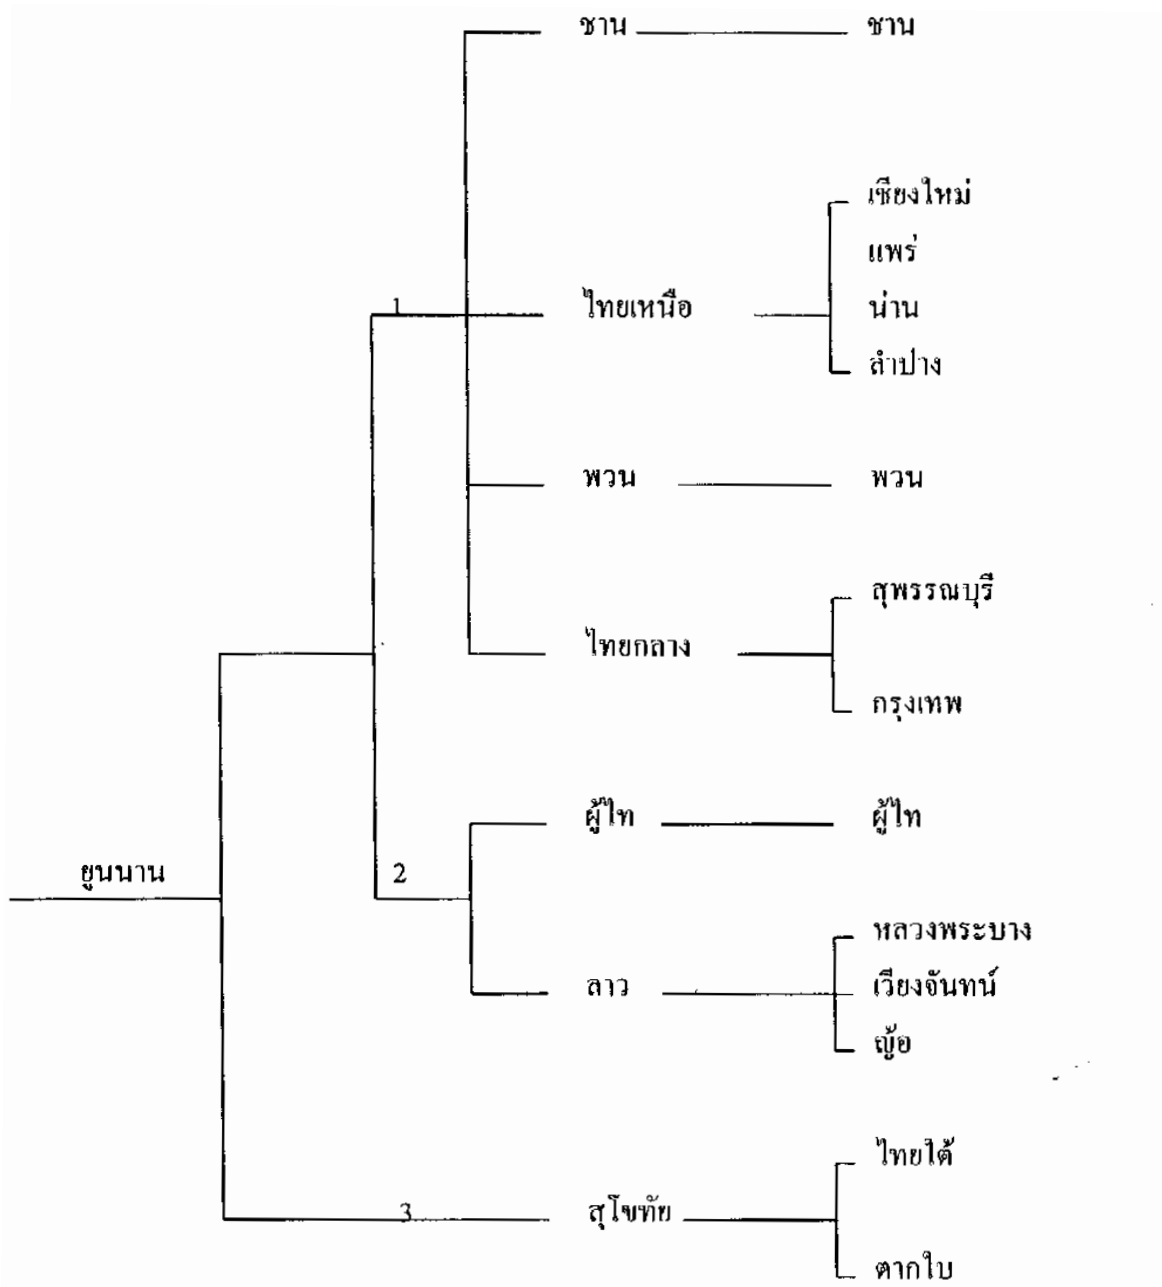 ชาน ชาน
เชียงใหม่
แพร่
1 ไทยเหนือ น่าน
ลำปาง
พวน พวน
สุพรรณบุรี
ไทยกลาง
กรุงเทพ
ผู้ไท ผู้ไท
ยูนนาน 2
หลวงพระบาง
ลาว เวียงจันทน์
ญ้อ
ไทยใต้
3 สุโขทัย
ตากใบ